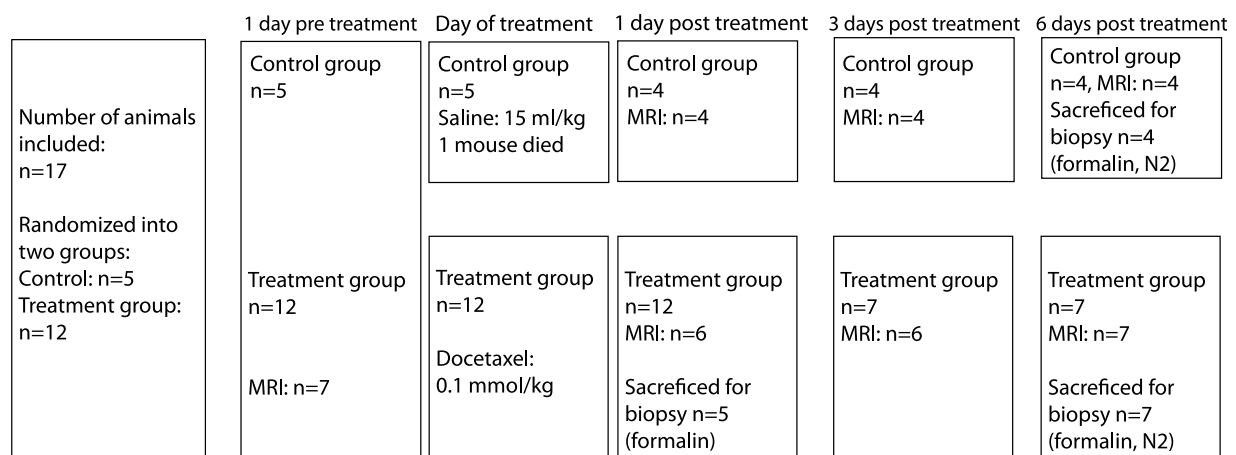 1 day pre treatment
Day of treatment
1 day post treatment
3 days post treatment
6 days post treatment
Number of animals
included:
n=17
Randomized into
two groups:
Control: n=5
Treatment group:
n=12
Control group
n=5
Treatment group
n=12
MRI: n=7
Control group
n=5
Saline: 15 ml/kg
1 mouse died
Treatment group
n=12
Docetaxel:
0.1 mmol/kg
Control group
n=4
MRI: n=4
Treatment group
n=12
MRI: n=6
Sacreficed for
biopsy n=5
(formalin)
Control group
n=4
MRI: n=4
Treatment group
n=7
MRI: n=6
Control group
n=4, MRI: n=4
Sacreficed for
biopsy n=4
(formalin, N2)
Treatment group
n=7
MRI: n=7
Sacreficed for
biopsy n=7
(formalin, N2)